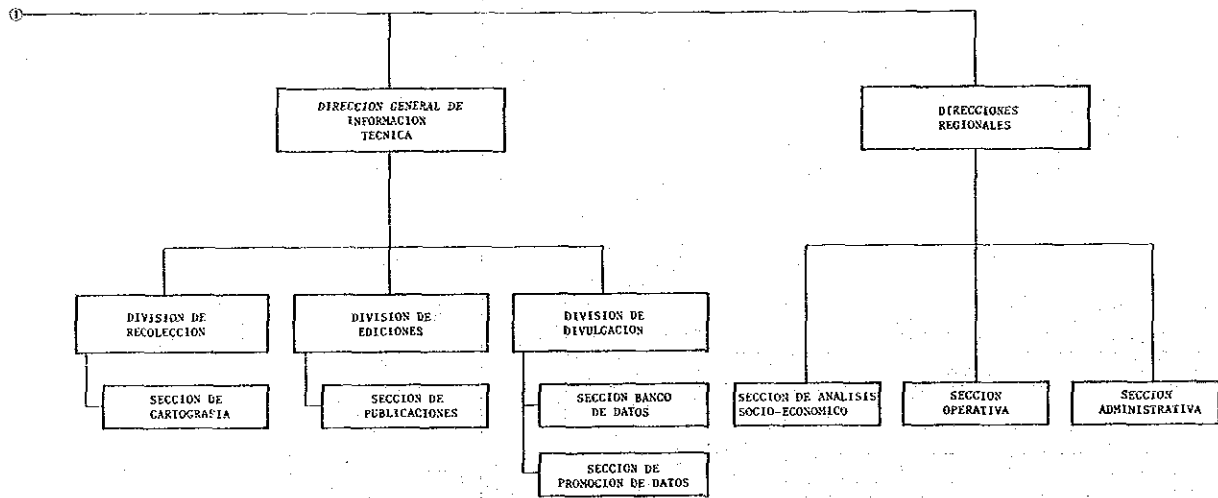 ①
DIRECCION GENERAL DE
INFORMACION
TECNICA
DIRECCIONES
REGIONALES
DIVISION DE
RECOLECCION
DIVISION DE
EDICIONES
DIVISION DE
DIVULGACION
SECCION DE
CARTOGRAFIA
SECCION DE
PUBLICACIONES
SECCION BANCO
DE DATOS
SECCION DE
PROMOCION DE DATOS
SECCION DE ANALISIS
SOCIO-ECONOMICO
SECCION
OPERATIVA
SECCION
ADMINISTRATIVA